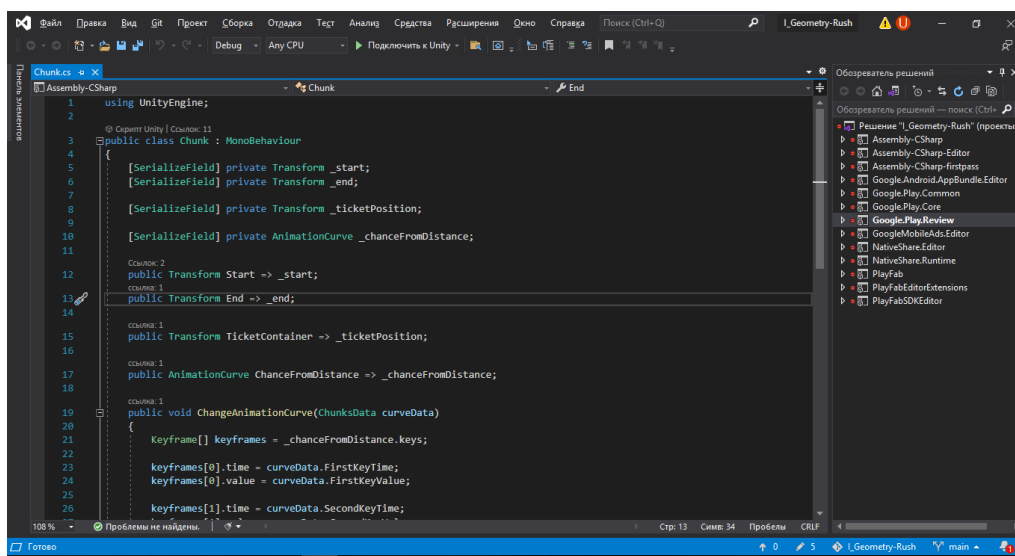 Файл Правка Вид Git Проект Сборка Отладка Тест Анализ Средства Расширения Окно Справка Поиск (Ctrl+Q) I_Geometry-Rush
Debug Any CPU Подключить к Unity
Панель элементов
Chunk.cs
Assembly-CSharp Chunk End
1 using UnityEngine;
2
Скрипт Unity | Ссылок: 11
3 public class Chunk : MonoBehaviour
4 {
5 [SerializeField] private Transform _start;
6 [SerializeField] private Transform _end;
7
8 [SerializeField] private Transform _ticketPosition;
9
10 [SerializeField] private AnimationCurve _chanceFromDistance;
11
Ссылок: 2
12 public Transform Start => _start;
ссылка: 1
13 public Transform End => _end;
14
ссылка: 1
15 public Transform TicketContainer => _ticketPosition;
16
ссылка: 1
17 public AnimationCurve ChanceFromDistance => _chanceFromDistance;
18
ссылка: 1
19 public void ChangeAnimationCurve(ChunksData curveData)
20 {
21 Keyframe[] keyframes = _chanceFromDistance.keys;
22
23 keyframes[0].time = curveData.FirstKeyTime;
24 keyframes[0].value = curveData.FirstKeyValue;
25
26 keyframes[1].time = curveData.SecondKeyTime;
108 % Проблемы не найдены. Стр: 13 Симв: 34 Пробелы CRLF
Обозреватель решений
Обозреватель решений — поиск (Ctrl+
Решение "I_Geometry-Rush" (проекты
Assembly-CSharp
Assembly-CSharp-Editor
Assembly-CSharp-firstpass
Google.Android.AppBundle.Editor
Google.Play.Common
Google.Play.Core
Google.Play.Review
GoogleMobileAds.Editor
NativeShare.Editor
NativeShare.Runtime
PlayFab
PlayFabEditorExtensions
PlayFabSDKEditor
Готово 0 5 I_Geometry-Rush main